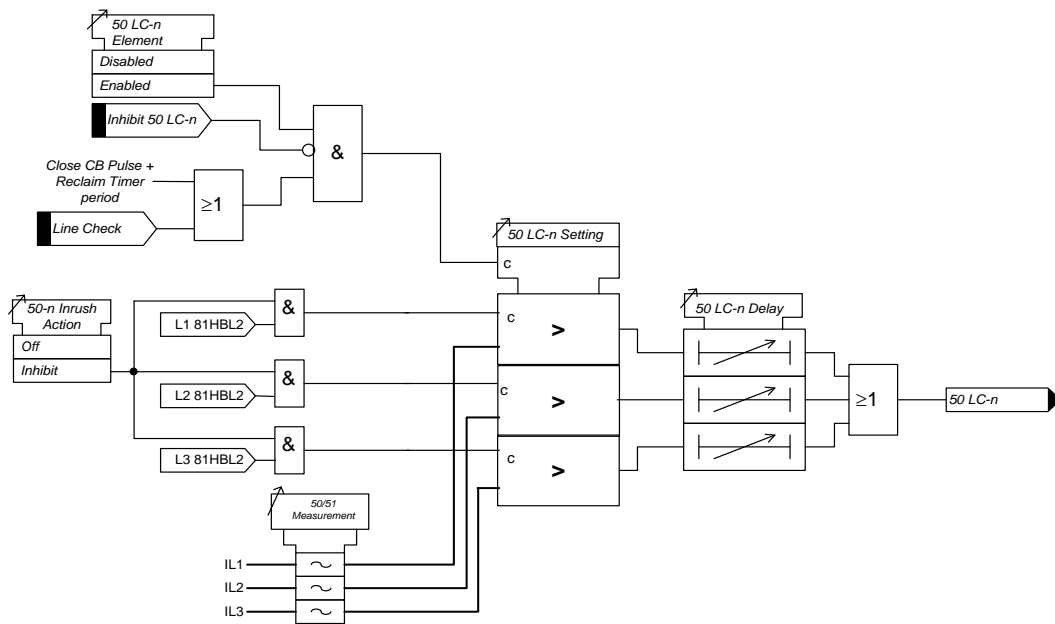 50 LC-n
Element
Disabled
Enabled
Inhibit 50 LC-n
&
Close CB Pulse +
Reclaim Timer
period
≥1
Line Check
50 LC-n Setting
c
50-n Inrush
Action
Off
Inhibit
&
L1 81HBL2
c
>
50 LC-n Delay
&
L2 81HBL2
c
>
≥1
50 LC-n
&
L3 81HBL2
c
>
50/51
Measurement
IL1
IL2
IL3